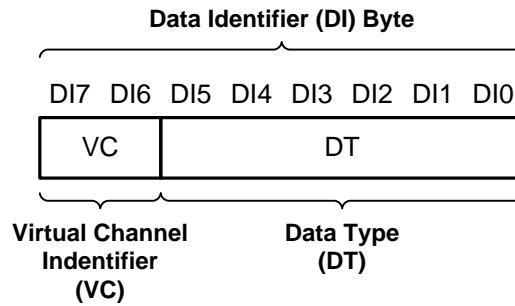 Data Identifier (DI) Byte
DI7 DI6 DI5 DI4 DI3 DI2 DI1 DI0
VC DT
Virtual Channel
Indentifier
(VC)
Data Type
(DT)